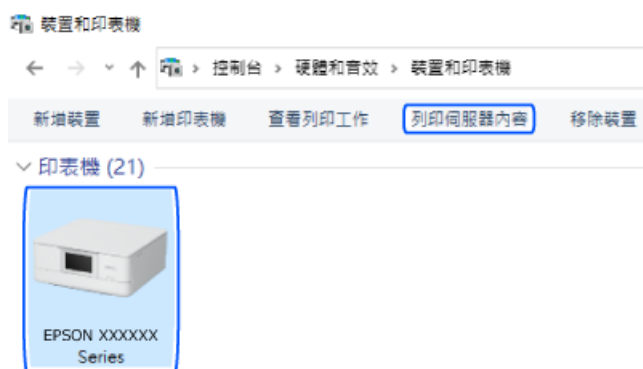 裝置和印表機
控制台 › 硬體和音效 › 裝置和印表機
新增裝置 新增印表機 查看列印工作 列印伺服器內容 移除裝置
印表機 (21)
EPSON XXXXXX
Series